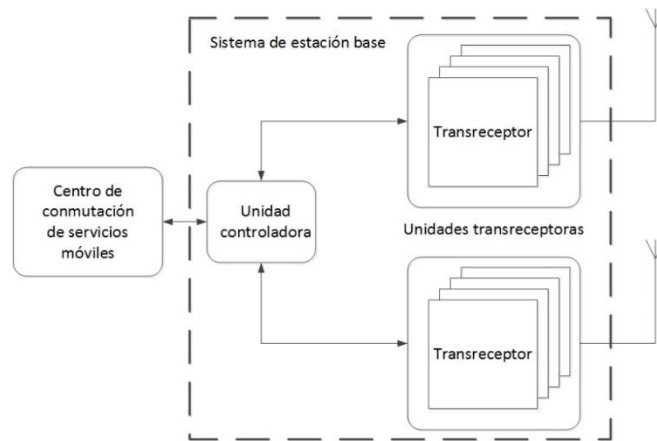 Sistema de estación base
Transreceptor
Centro de
conmutación
de servicios
móviles
Unidad
controladora
Unidades transreceptoras
Transreceptor